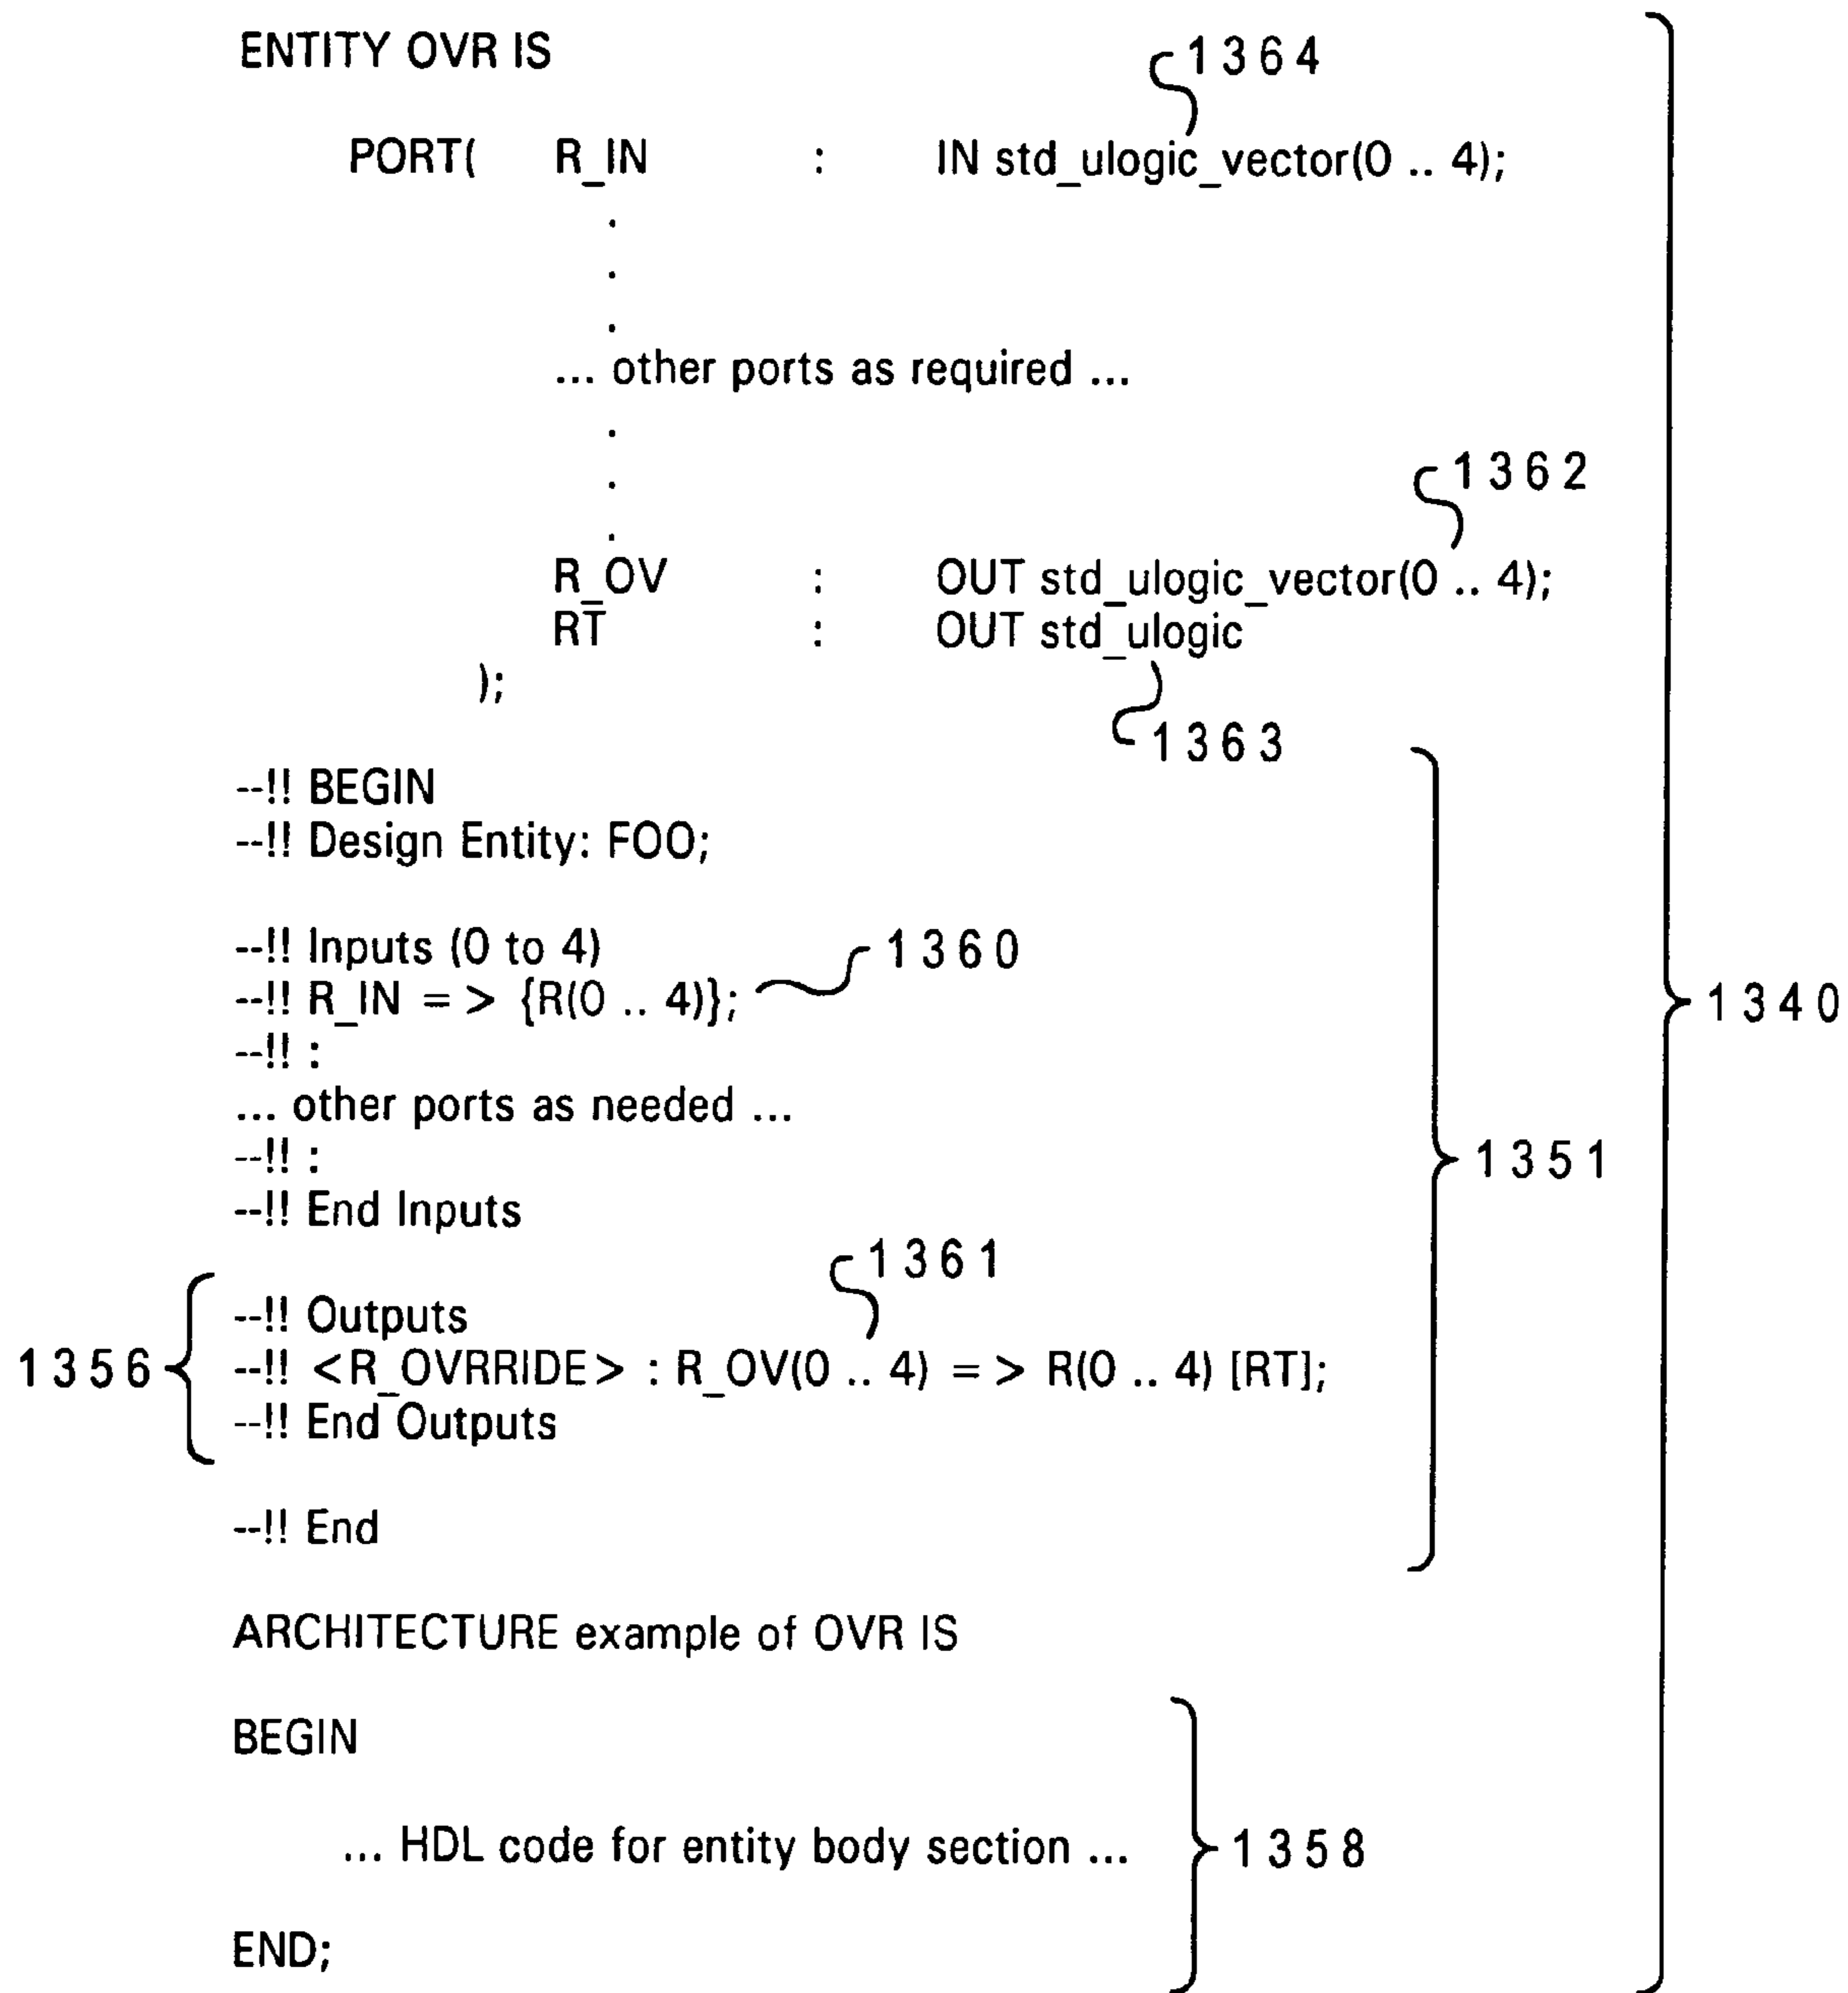 ENTITY OVR IS
1364
PORT( R_IN : IN std_ulogic_vector(0 .. 4);
.
.
.
... other ports as required ...
.
.
.
1362
R_OV : OUT std_ulogic_vector(0 .. 4);
RT : OUT std_ulogic
);
1363
--!! BEGIN
--!! Design Entity: FOO;
--!! Inputs (0 to 4)
1360
--!! R_IN = > {R(0 .. 4)};
1340
--!! :
... other ports as needed ...
--!! :
1351
--!! End Inputs
1361
--!! Outputs
1356
--!! <R_OVRRIDE> : R_OV(0 .. 4) = > R(0 .. 4) [RT];
--!! End Outputs
--!! End
ARCHITECTURE example of OVR IS
BEGIN
... HDL code for entity body section ...
1358
END;